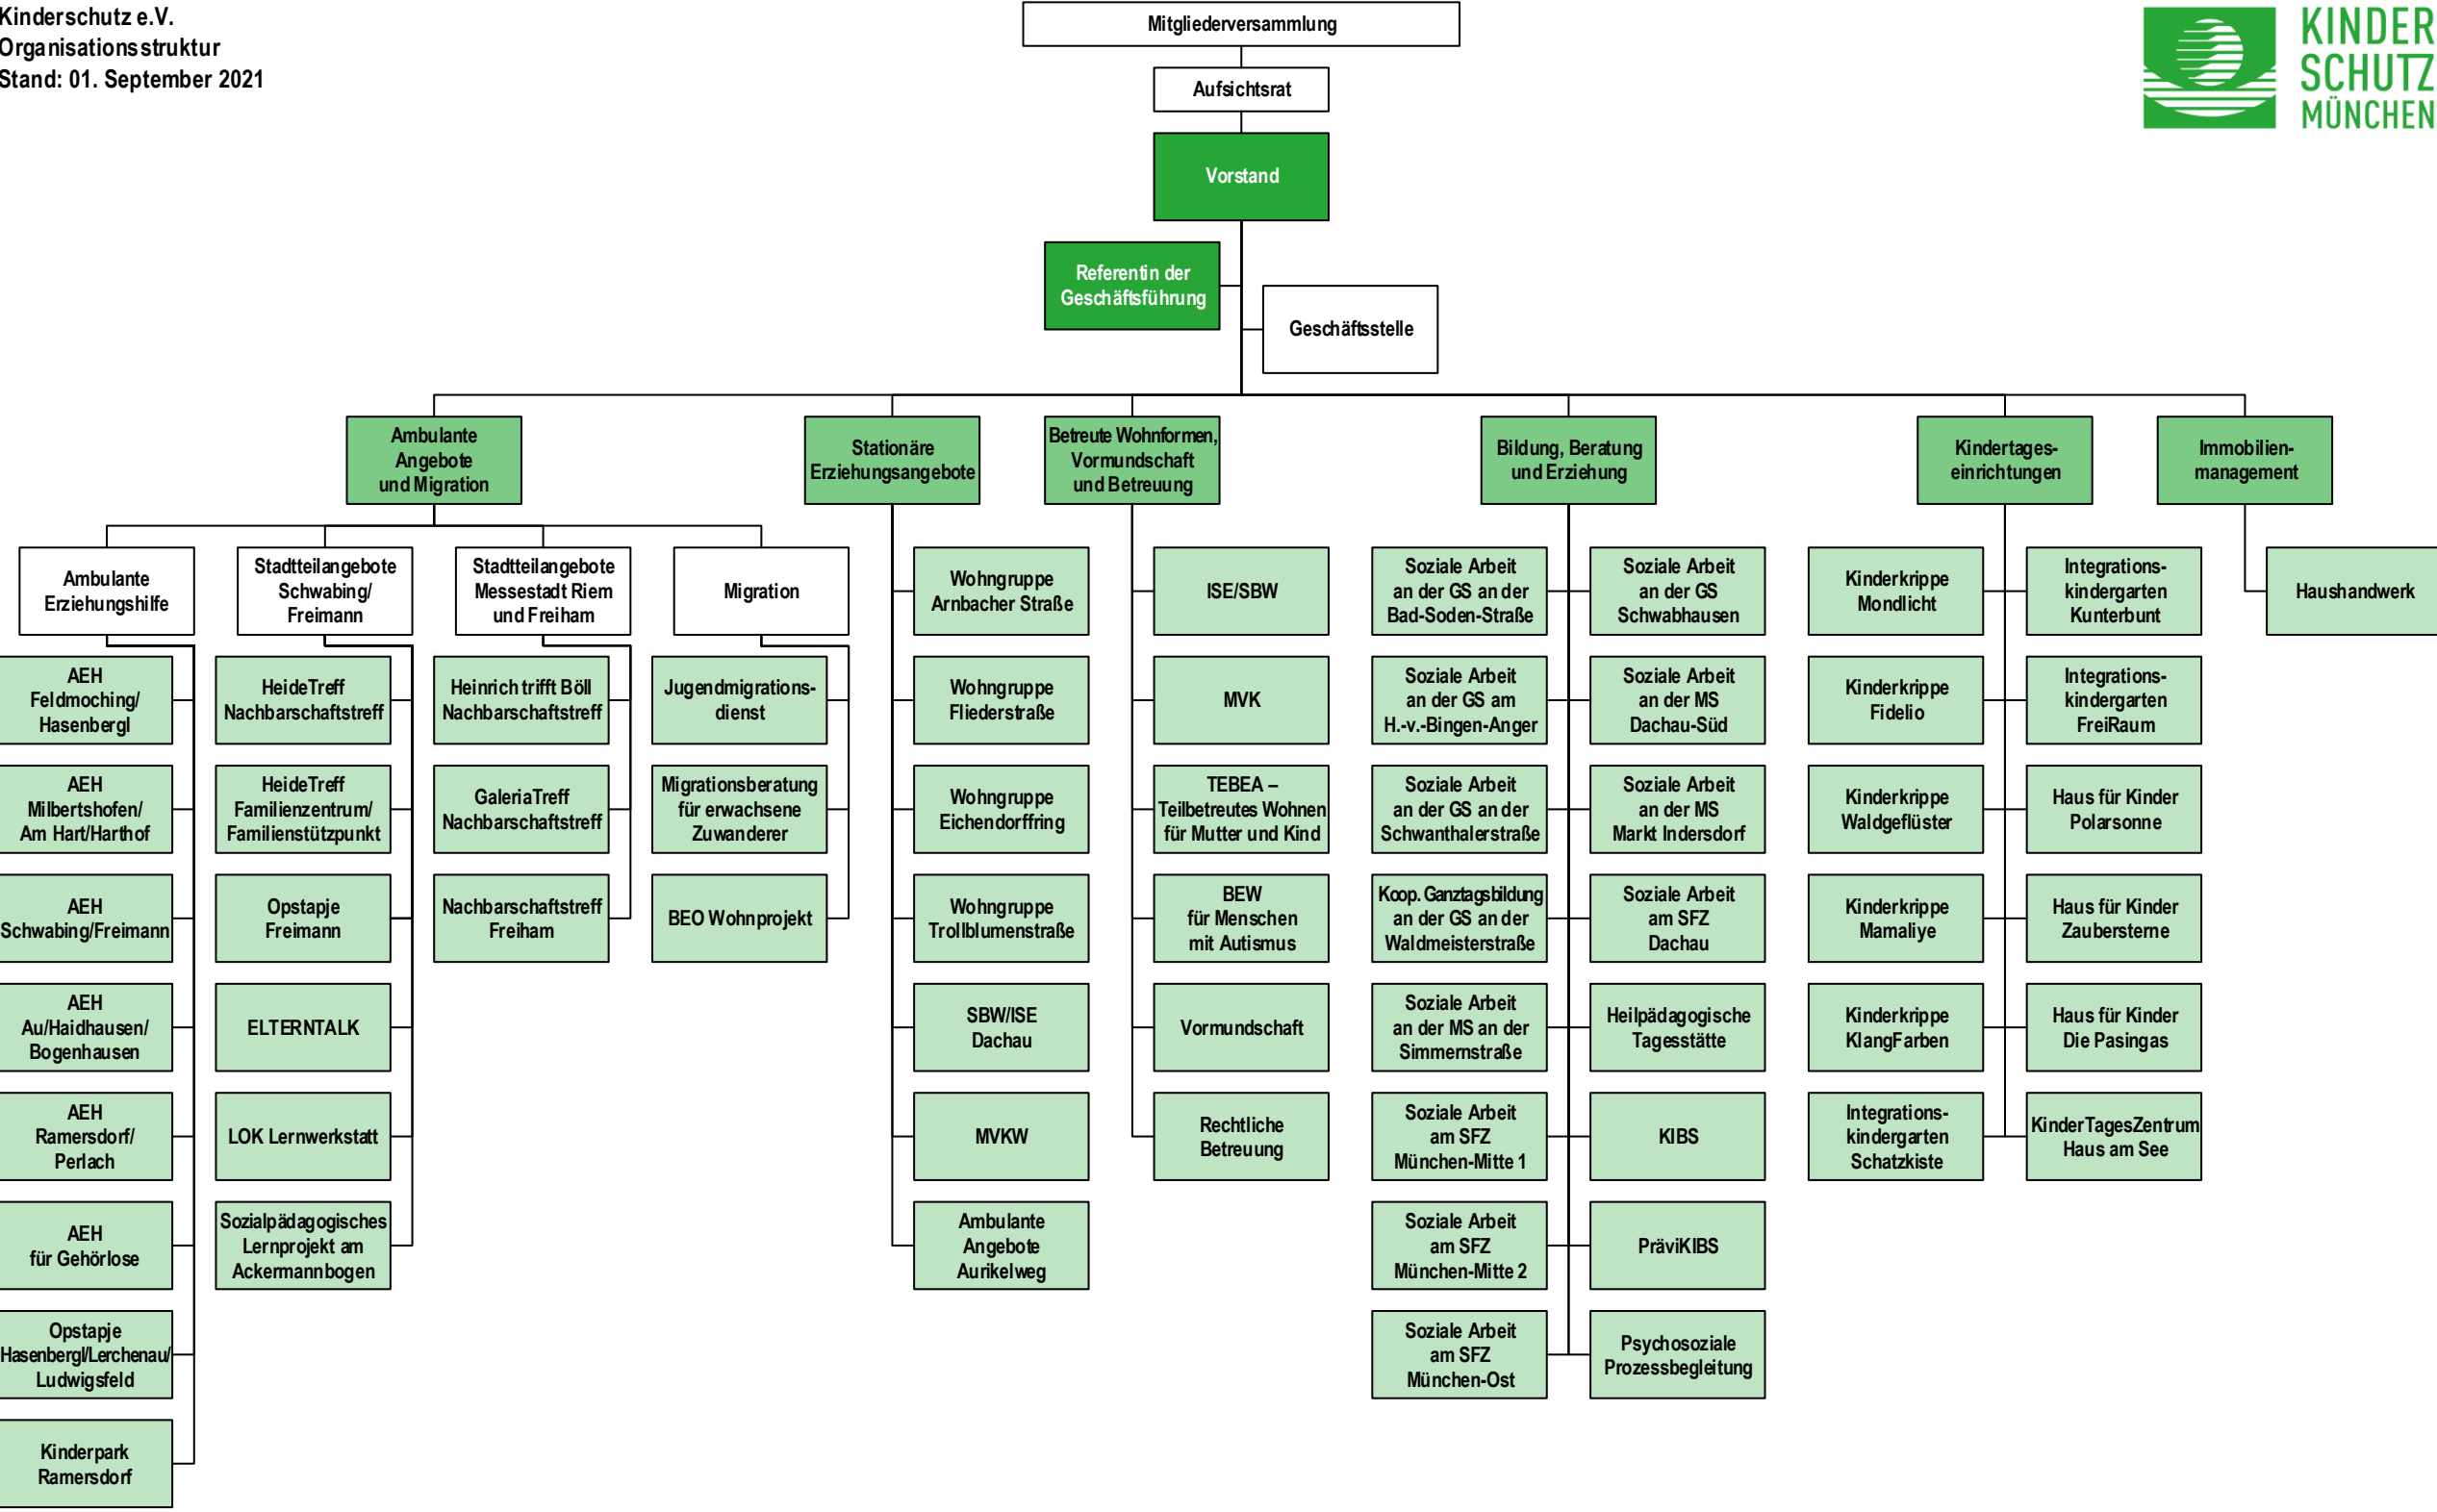 Kinderschutz e.V.
Organisationsstruktur
Stand: 01. September 2021
KINDER
SCHUTZ
MÜNCHEN
Mitgliederversammlung
Aufsichtsrat
Vorstand
Referentin der
Geschäftsführung
Geschäftsstelle
Ambulante
Angebote
und Migration
Stationäre
Erziehungsangebote
Betreute Wohnformen,
Vormundschaft
und Betreuung
Bildung, Beratung
und Erziehung
Kindertages-
einrichtungen
Immobilien-
management
Ambulante
Erziehungshilfe
Stadtteilangebote
Schwabing/
Freimann
Stadtteilangebote
Messestadt Riem
und Freiham
Migration
AEH
Feldmoching/
Hasenbergl
AEH
Milbertshofen/
Am Hart/Harthof
AEH
Schwabing/Freimann
AEH
Au/Haidhausen/
Bogenhausen
AEH
Ramersdorf/
Perlach
AEH
für Gehörlose
Opstapje
Hasenbergl/Lerchenau/
Ludwigsfeld
Kinderpark
Ramersdorf
HeideTreff
Nachbarschaftstreff
HeideTreff
Familienzentrum/
Familienstützpunkt
Opstapje
Freimann
ELTERNTALK
LOK Lernwerkstatt
Sozialpädagogisches
Lernprojekt am
Ackermannbogen
Heinrich trifft Böll
Nachbarschaftstreff
GaleriaTreff
Nachbarschaftstreff
Nachbarschaftstreff
Freiham
Jugendmigrations-
dienst
Migrationsberatung
für erwachsene
Zuwanderer
BEO Wohnprojekt
Wohngruppe
Arnbacher Straße
Wohngruppe
Fliederstraße
Wohngruppe
Eichendorffring
Wohngruppe
Trollblumenstraße
SBW/ISE
Dachau
MVKW
Ambulante
Angebote
Aurikelweg
ISE/SBW
MVK
TEBEA –
Teilbetreutes Wohnen
für Mutter und Kind
BEW
für Menschen
mit Autismus
Vormundschaft
Rechtliche
Betreuung
Soziale Arbeit
an der GS an der
Bad-Soden-Straße
Soziale Arbeit
an der GS am
H.-v.-Bingen-Anger
Soziale Arbeit
an der GS an der
Schwanthalerstraße
Koop. Ganztagsbildung
an der GS an der
Waldmeisterstraße
Soziale Arbeit
an der MS an der
Simmernstraße
Soziale Arbeit
am SFZ
München-Mitte 1
Soziale Arbeit
am SFZ
München-Mitte 2
Soziale Arbeit
am SFZ
München-Ost
Soziale Arbeit
an der GS
Schwabhausen
Soziale Arbeit
an der MS
Dachau-Süd
Soziale Arbeit
an der MS
Markt Indersdorf
Soziale Arbeit
am SFZ
Dachau
Heilpädagogische
Tagesstätte
KIBS
PräviKIBS
Psychosoziale
Prozessbegleitung
Kinderkrippe
Mondlicht
Kinderkrippe
Fidelio
Kinderkrippe
Waldgeflüster
Kinderkrippe
Mamaliye
Kinderkrippe
KlangFarben
Integrations-
kindergarten
Schatzkiste
Integrations-
kindergarten
Kunterbunt
Integrations-
kindergarten
FreiRaum
Haus für Kinder
Polarsonne
Haus für Kinder
Zaubersterne
Haus für Kinder
Die Pasingas
KinderTagesZentrum
Haus am See
Haushandwerk